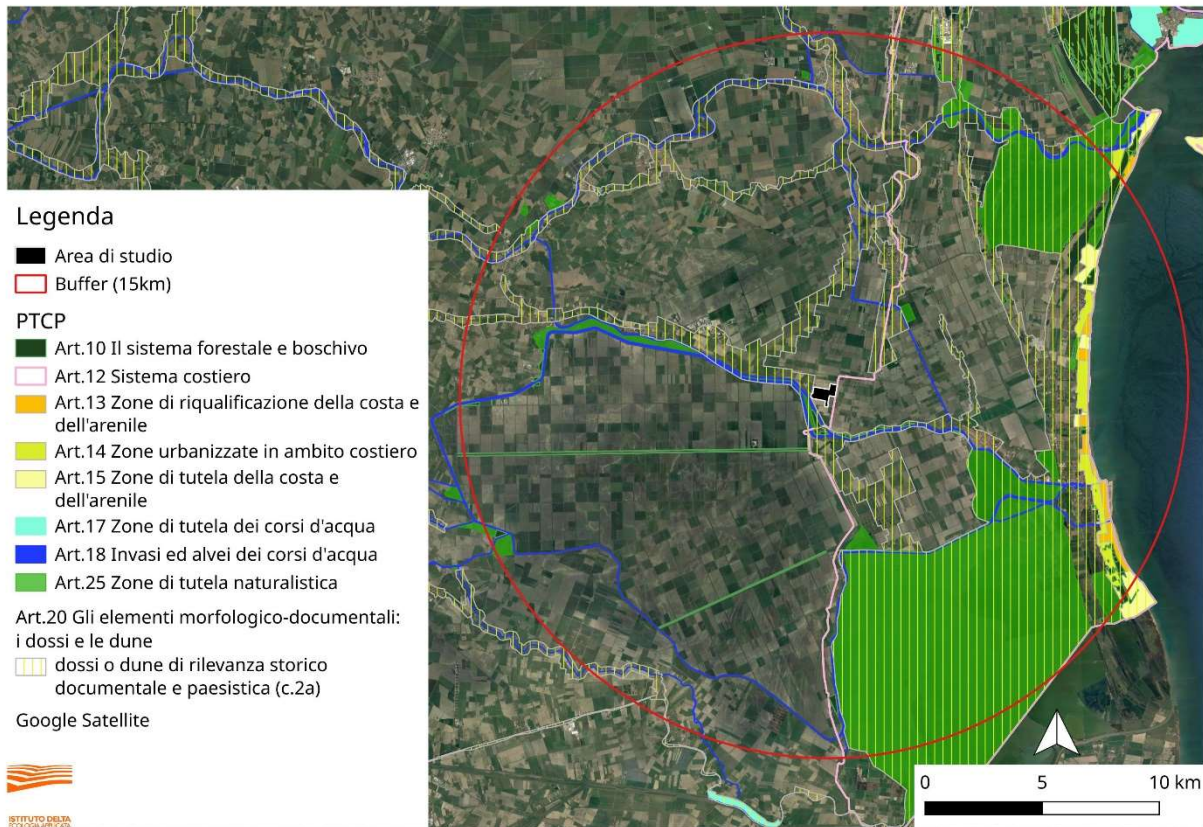 Legenda
Area di studio
Buffer (15km)
PTCP
Art.10 Il sistema forestale e boschivo
Art.12 Sistema costiero
Art.13 Zone di riqualificazione della costa e
dell'arenile
Art.14 Zone urbanizzate in ambito costiero
Art.15 Zone di tutela della costa e
dell'arenile
Art.17 Zone di tutela dei corsi d'acqua
Art.18 Invasi ed alvei dei corsi d'acqua
Art.25 Zone di tutela naturalistica
Art.20 Gli elementi morfologico-documentali:
i dossi e le dune
dossi o dune di rilevanza storico
documentale e paesistica (c.2a)
Google Satellite
ISTITUTO DELTA
ECOLOGIA APPLICATA
0 5 10 km